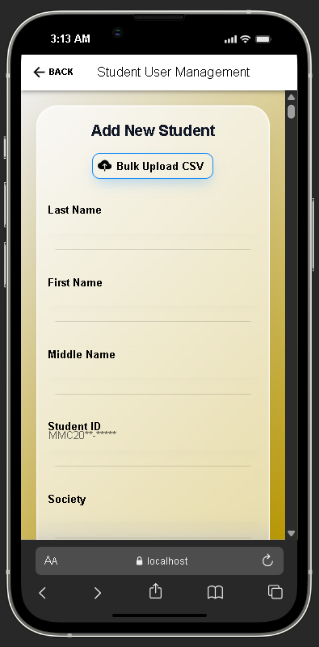 3:13 AM
BACK
Student User Management
Add New Student
Bulk Upload CSV
Last Name
First Name
Middle Name
Student ID
MMC20**-*****
Society
AA
localhost